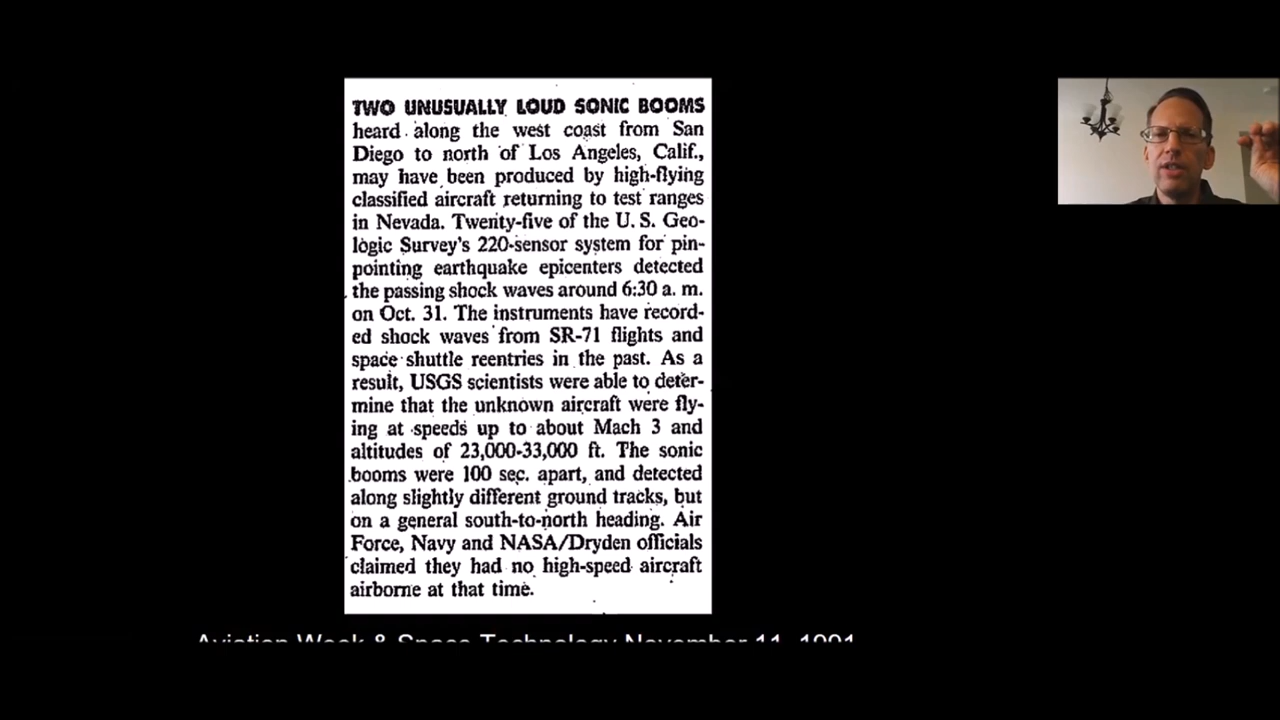 TWO UNUSUALLY LOUD SONIC BOOMS
heard along the west coast from San
Diego to north of Los Angeles, Calif.,
may have been produced by high-flying
classified aircraft returning to test ranges
in Nevada. Twenty-five of the U. S. Geo-
logic Survey's 220-sensor system for pin-
pointing earthquake epicenters detected
the passing shock waves around 6:30 a. m.
on Oct. 31. The instruments have record-
ed shock waves from SR-71 flights and
space shuttle reentries in the past. As a
result, USGS scientists were able to deter-
mine that the unknown aircraft were fly-
ing at speeds up to about Mach 3 and
altitudes of 23,000-33,000 ft. The sonic
booms were 100 sec. apart, and detected
along slightly different ground tracks, but
on a general south-to-north heading. Air
Force, Navy and NASA/Dryden officials
claimed they had no high-speed aircraft
airborne at that time.
Aviation Week & Space Technology November 11, 1991